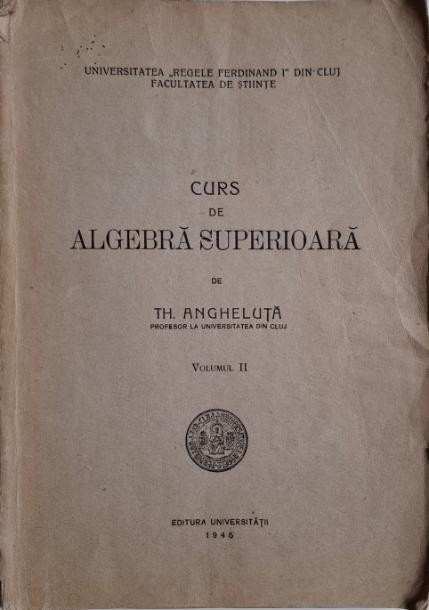 UNIVERSITATEA „REGELE FERDINAND I” DIN CLUJ
FACULTATEA DE ȘTIINȚE
CURS
DE
ALGEBRĂ SUPERIOARĂ
DE
TH. ANGHELUȚĂ
PROFESOR LA UNIVERSITATEA DIN CLUJ
VOLUMUL II
EDITURA UNIVERSITĂȚII
1945